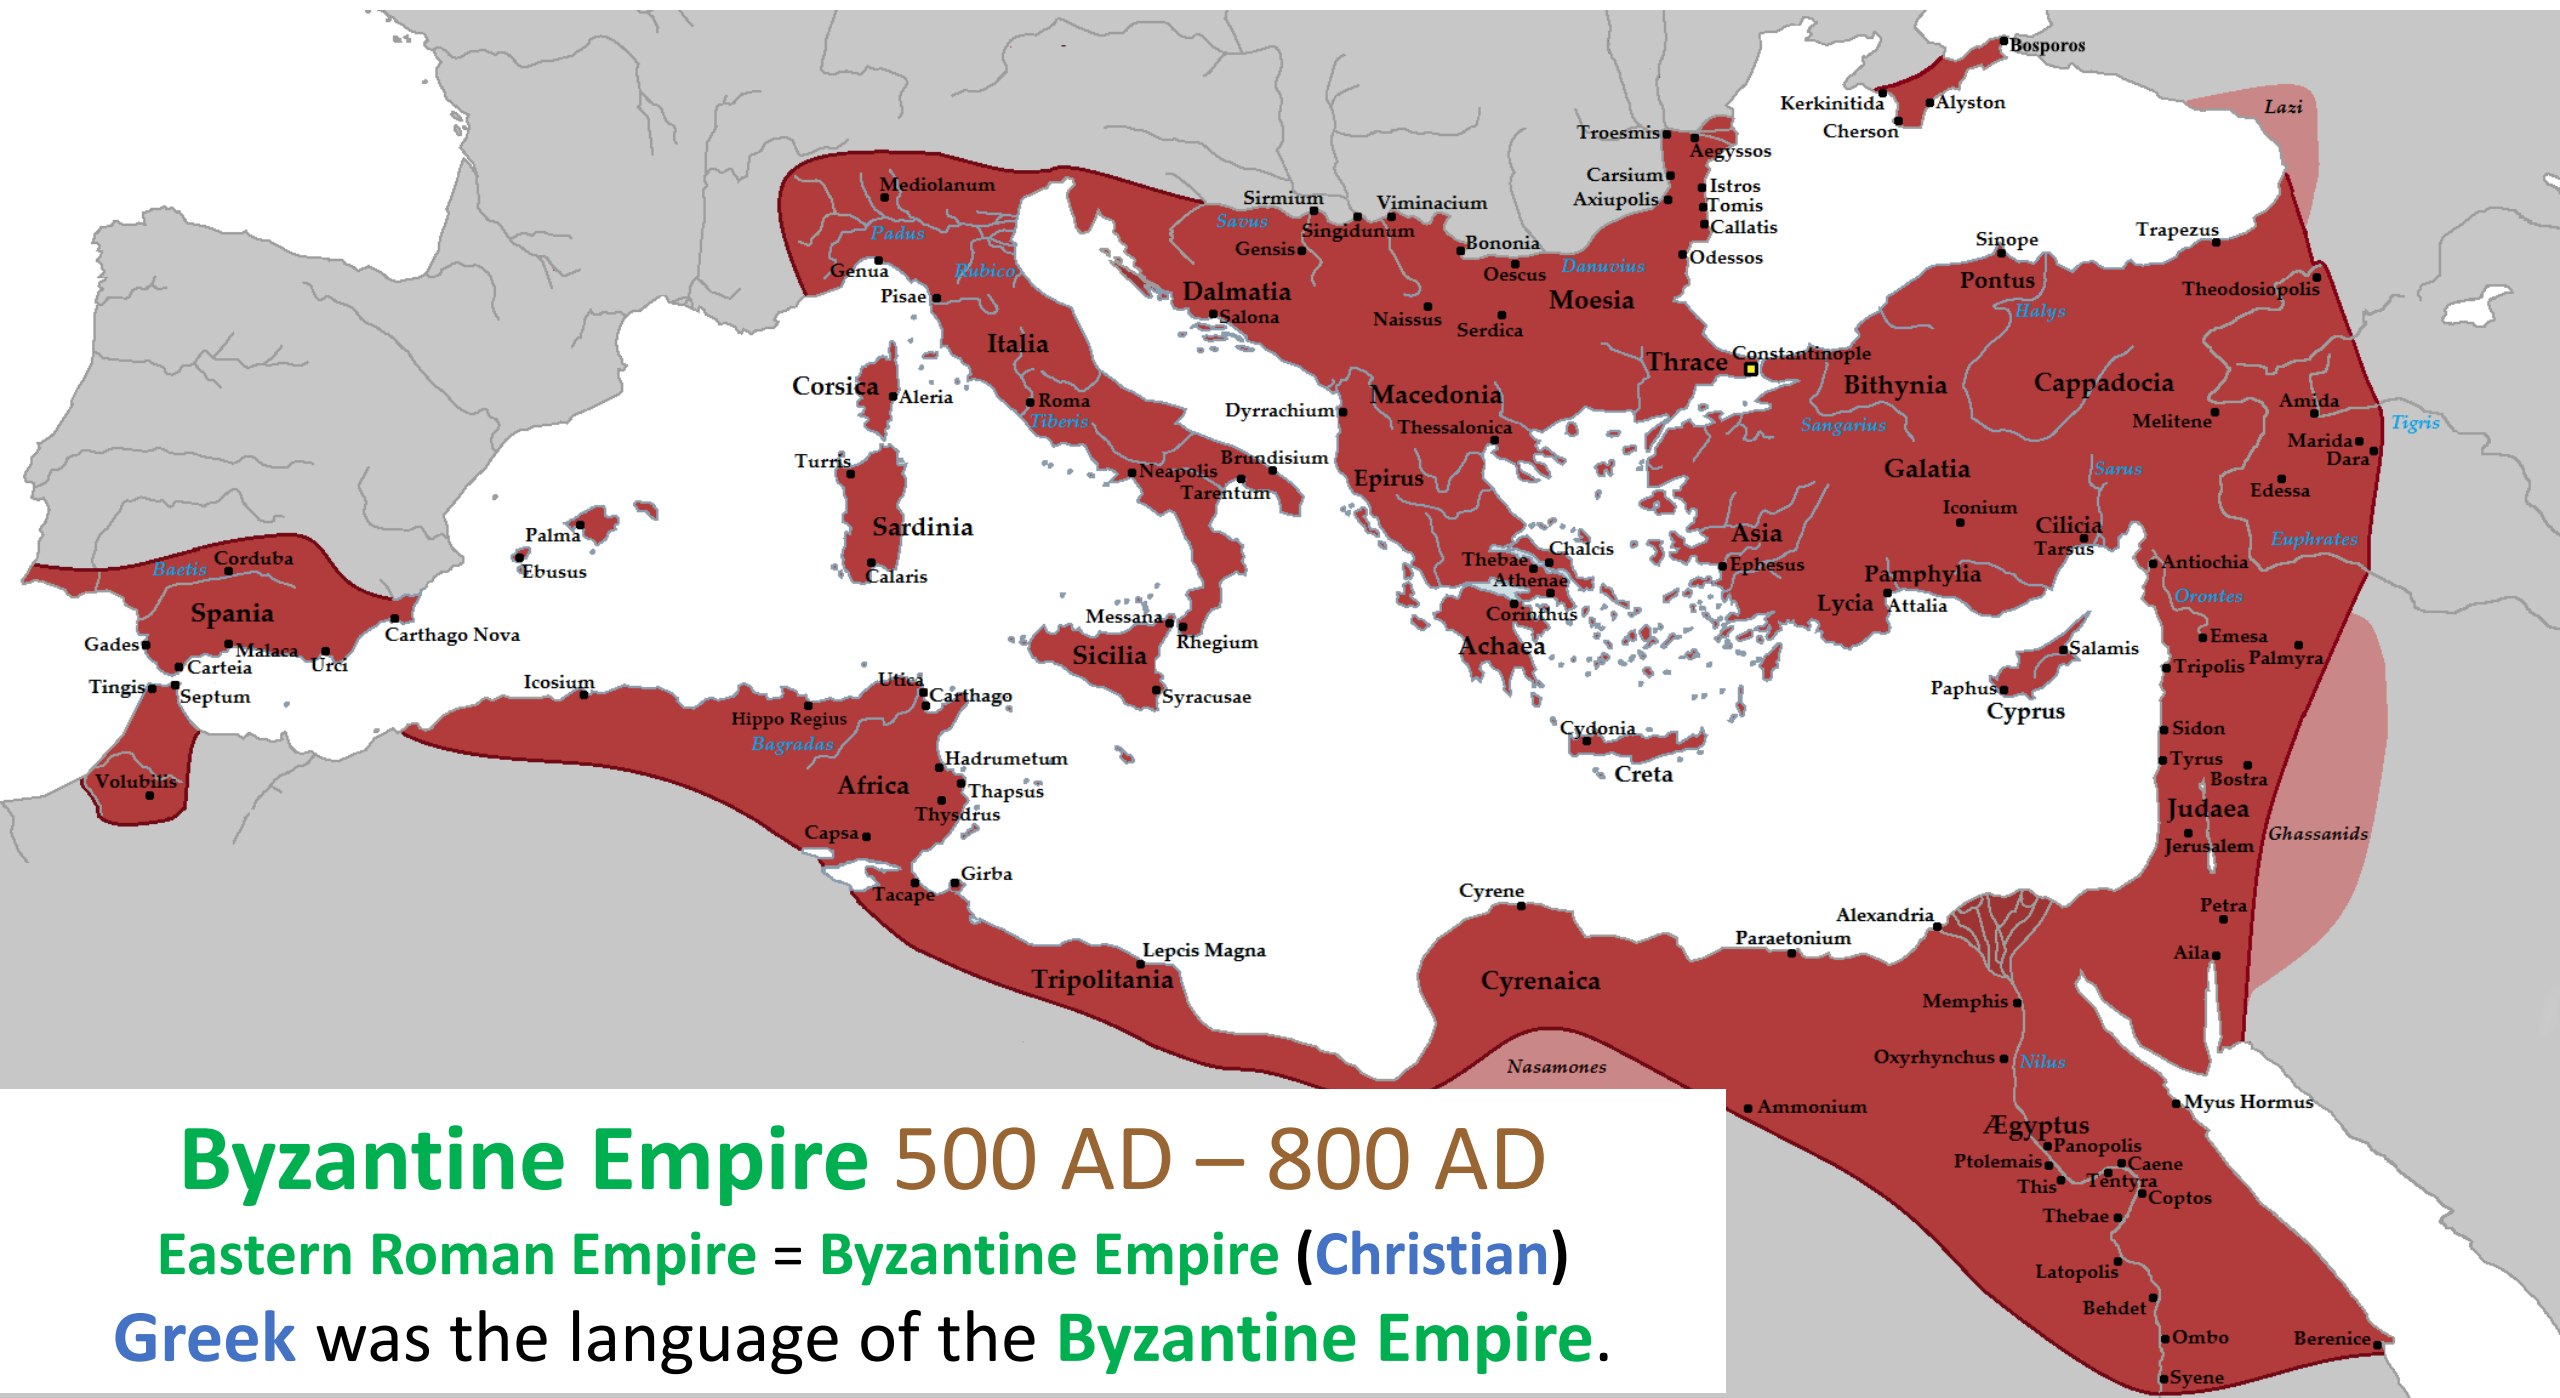 Bosporos
Lazi
Kerkinitida
Alyston
Cherson
Troesmis
Aegyssos
Carsium
Istros
Axiupolis
Tomis
Callatis
Odessos
Mediolanum
Padus
Genua
Rubico
Pisae
Sirmium
Viminacium
Savus
Singidunum
Gensis
Bononia
Oescus
Danuvius
Dalmatia
Moesia
Salona
Naissus
Serdica
Sinope
Trapezus
Pontus
Theodosiopolis
Halys
Italia
Corsica
Aleria
Roma
Tiberis
Thrace
Constantinople
Bithynia
Cappadocia
Macedonia
Dyrrachium
Thessalonica
Sangarius
Melitene
Amida
Tigris
Marida
Dara
Turris
Neapolis
Brundisium
Tarentum
Epirus
Galatia
Sarus
Edessa
Sardinia
Iconium
Cilicia
Tarsus
Asia
Euphrates
Palma
Ebusus
Corduba
Baetis
Calaris
Thebae
Chalcis
Athenae
Ephesus
Pamphylia
Antiochia
Orontes
Spania
Carthago Nova
Messana
Rhegium
Corinthus
Lycia
Attalia
Gades
Malaca
Urci
Carteia
Tingis
Septum
Sicilia
Achaea
Salamis
Emesa
Palmyra
Tripolis
Icosium
Utica
Carthago
Syracusae
Paphus
Cyprus
Hippo Regius
Bagradas
Cydonia
Sidon
Hadrumetum
Creta
Tyrus
Bostra
Volubilis
Africa
Thapsus
Thysdrus
Judaea
Capsa
Jerusalem
Ghassanids
Girba
Tacape
Cyrene
Alexandria
Petra
Paraetonium
Lepcis Magna
Aila
Tripolitania
Cyrenaica
Memphis
Nasamones
Oxyrhynchus
Nilus
Ammonium
Myus Hormus
Ægyptus
Panopolis
Ptolemais
Caene
This
Tentyra
Coptos
Thebae
Latopolis
Behdet
Ombo
Berenice
Syene
Byzantine Empire 500 AD – 800 AD
Eastern Roman Empire = Byzantine Empire (Christian)
Greek was the language of the Byzantine Empire.